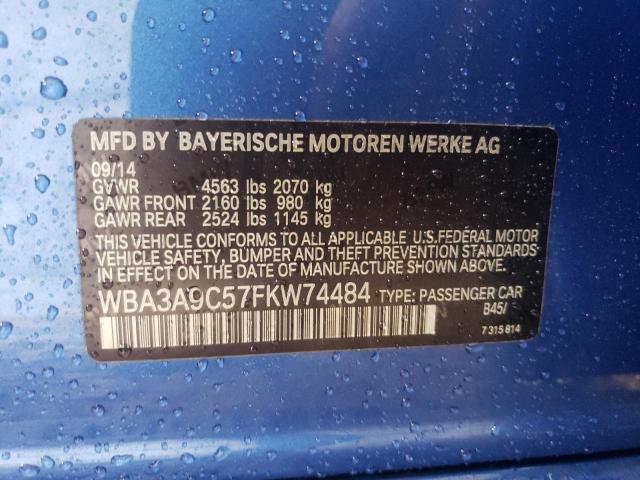 MFD BY BAYERISCHE MOTOREN WERKE AG
09/14
GVWR 4563 lbs 2070 kg
GAWR FRONT 2160 lbs 980 kg
GAWR REAR 2524 lbs 1145 kg
THIS VEHICLE CONFORMS TO ALL APPLICABLE U.S.FEDERAL MOTOR
VEHICLE SAFETY, BUMPER AND THEFT PREVENTION STANDARDS
IN EFFECT ON THE DATE OF MANUFACTURE SHOWN ABOVE.
WBA3A9C57FKW74484 TYPE: PASSENGER CAR
B45/
7 315 814